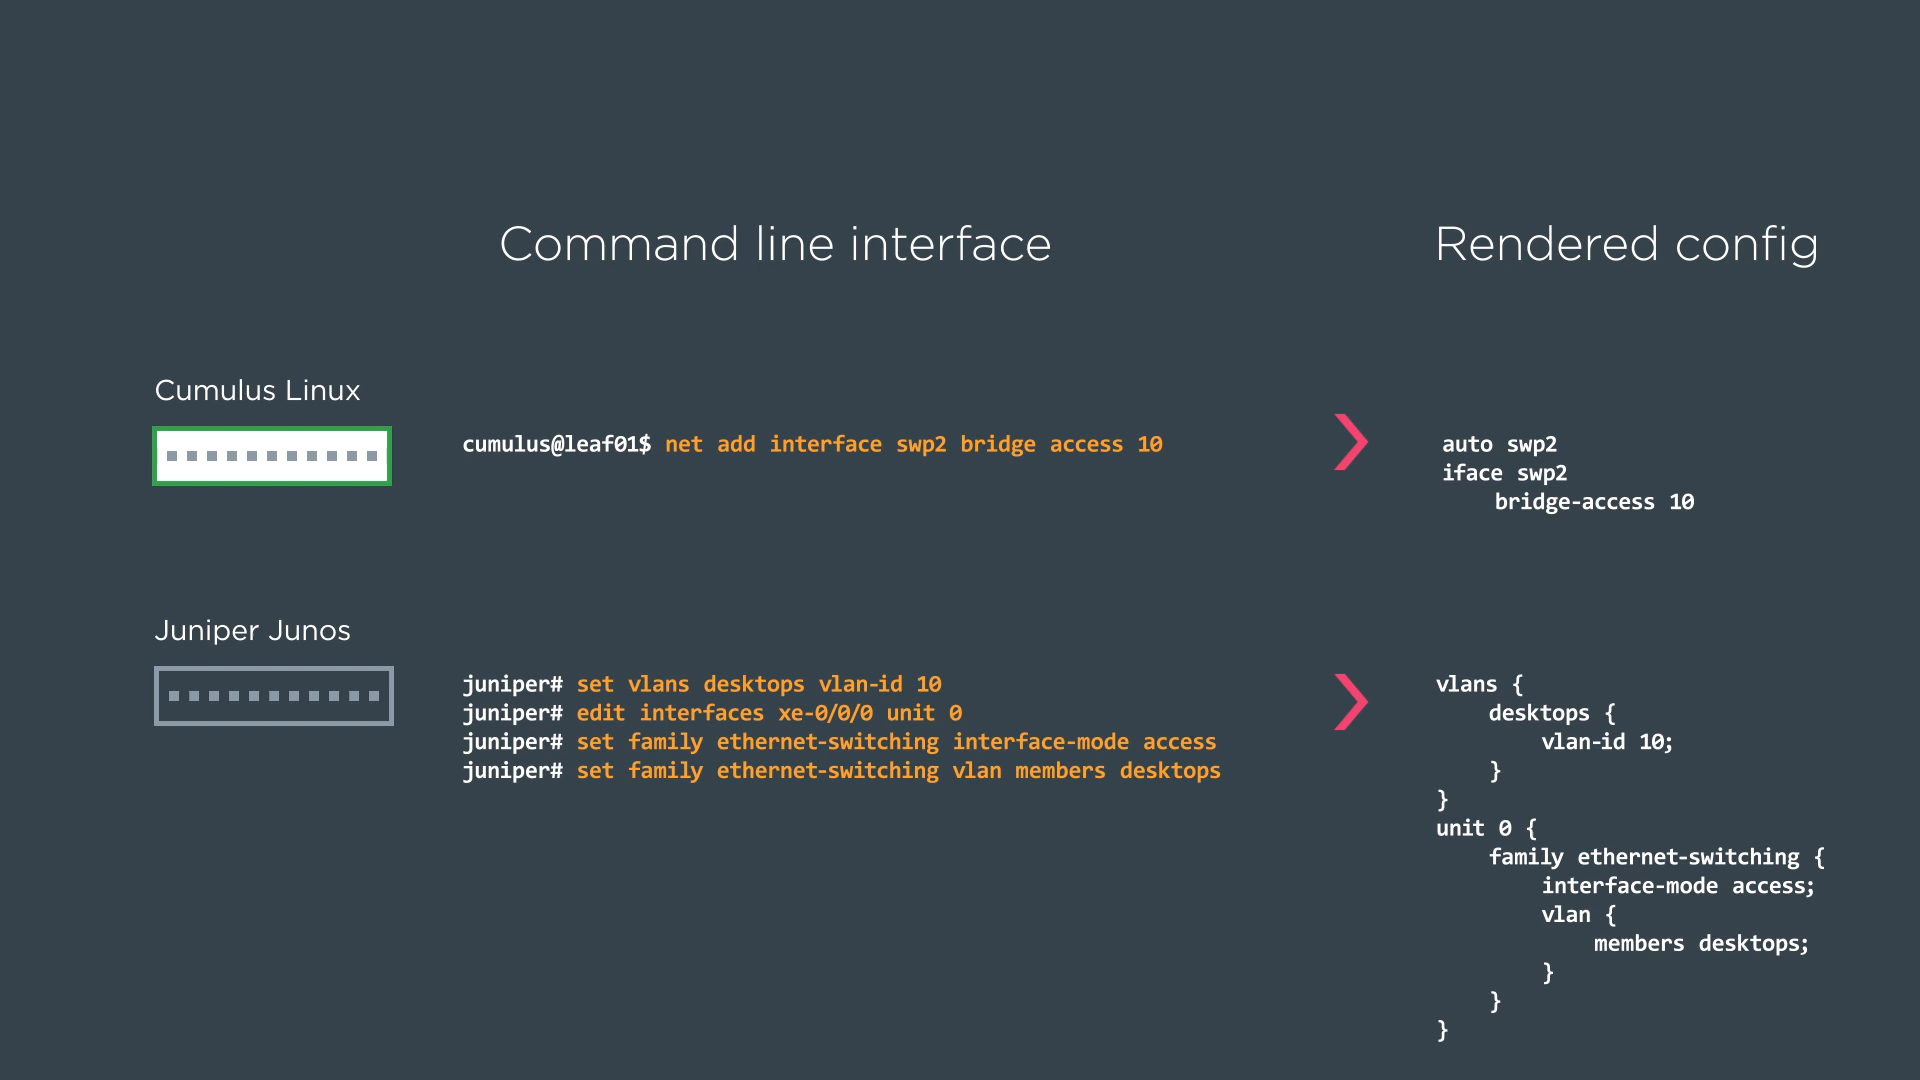 Command line interface
Rendered config
Cumulus Linux
cumulus@leaf01$ net add interface swp2 bridge access 10
auto swp2
iface swp2
bridge-access 10
Juniper Junos
juniper# set vlans desktops vlan-id 10
juniper# edit interfaces xe-0/0/0 unit 0
juniper# set family ethernet-switching interface-mode access
juniper# set family ethernet-switching vlan members desktops
vlans {
desktops {
vlan-id 10;
}
}
unit 0 {
family ethernet-switching {
interface-mode access;
vlan {
members desktops;
}
}
}